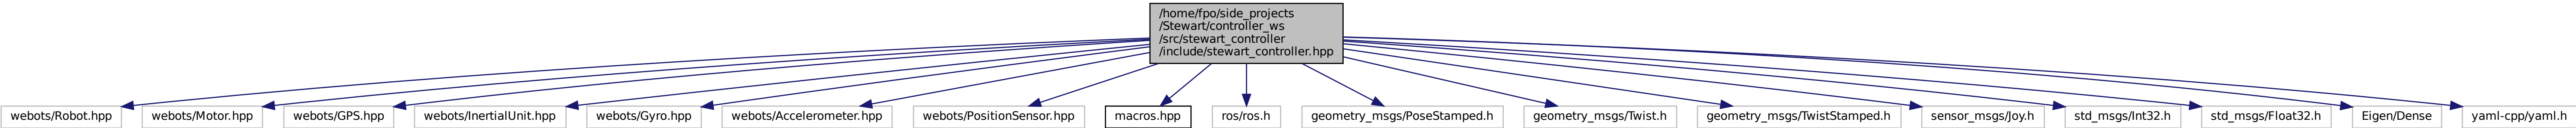 /home/fpo/side_projects
/Stewart/controller_ws
/src/stewart_controller
/include/stewart_controller.hpp
webots/Robot.hpp
webots/Motor.hpp
webots/GPS.hpp
webots/InertialUnit.hpp
webots/Gyro.hpp
webots/Accelerometer.hpp
webots/PositionSensor.hpp
macros.hpp
ros/ros.h
geometry_msgs/PoseStamped.h
geometry_msgs/Twist.h
geometry_msgs/TwistStamped.h
sensor_msgs/Joy.h
std_msgs/Int32.h
std_msgs/Float32.h
Eigen/Dense
yaml-cpp/yaml.h